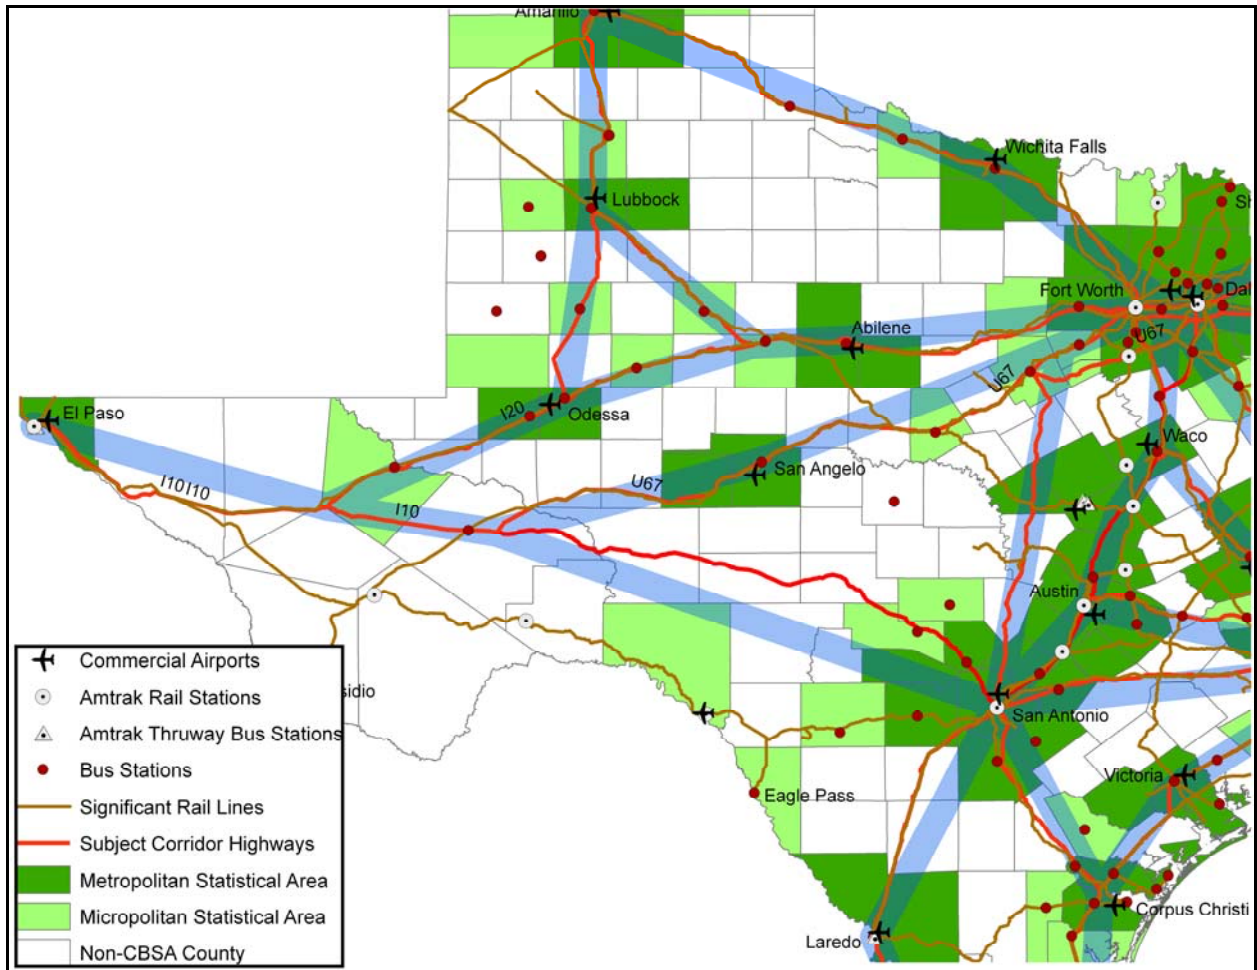 Amarillo
Wichita Falls
Lubbock
Sh
Fort Worth
Dal
Abilene
U67
U67
El Paso
I20
Odessa
Waco
San Angelo
I10
I10
U67
I10
Austin
Commercial Airports
Amtrak Rail Stations
sidio
Amtrak Thruway Bus Stations
San Antonio
Bus Stations
Victoria
Eagle Pass
Significant Rail Lines
Subject Corridor Highways
Metropolitan Statistical Area
Micropolitan Statistical Area
Corpus Christi
Laredo
Non-CBSA County